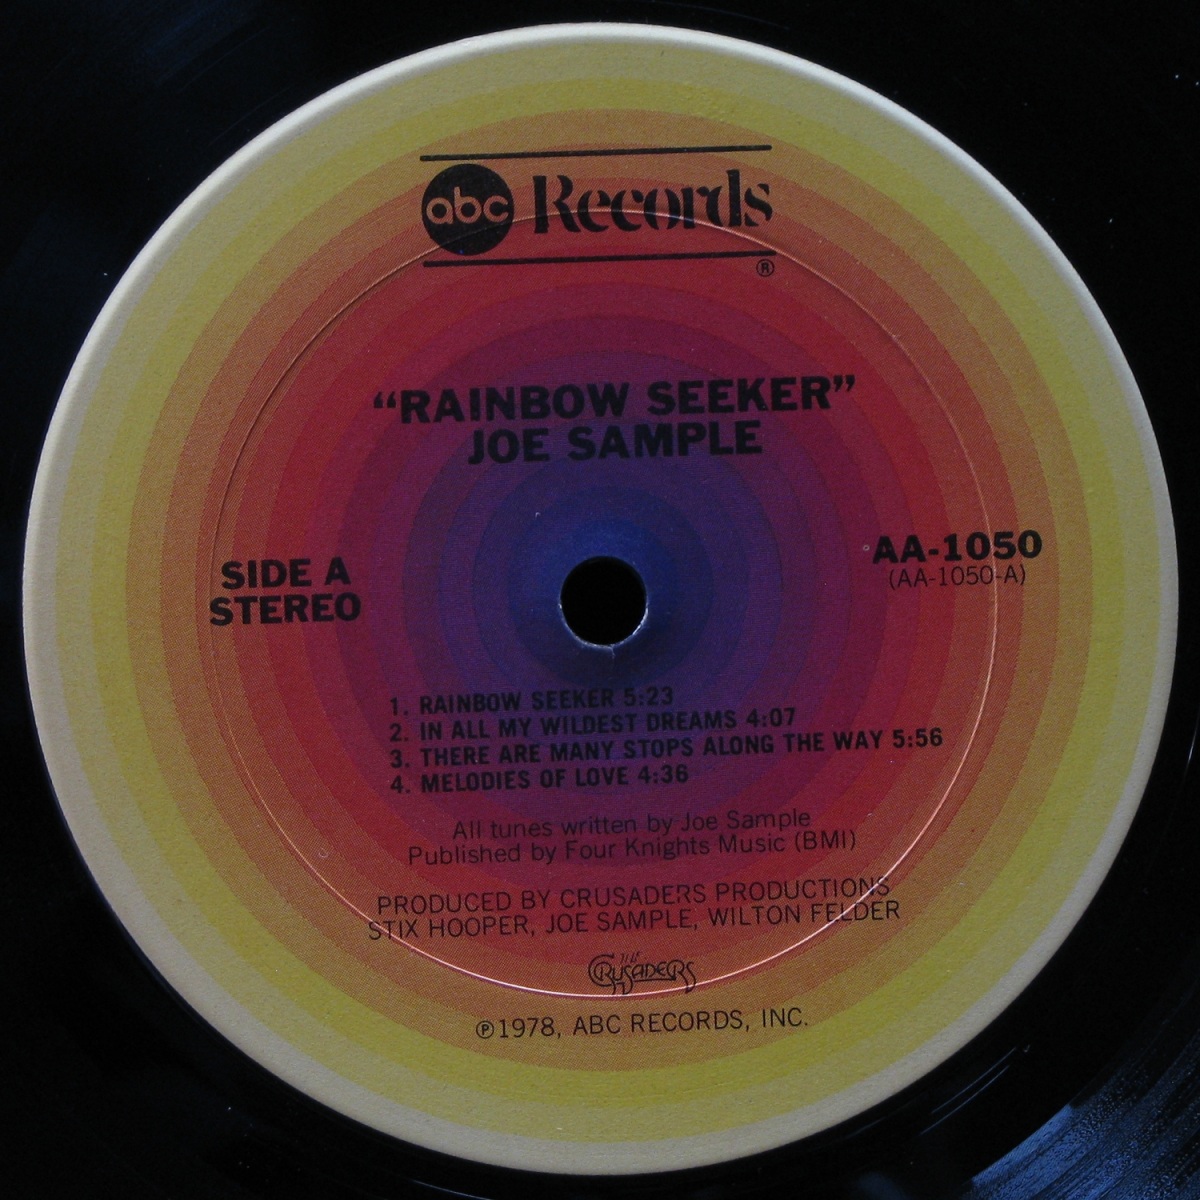 abc Records
®
“RAINBOW SEEKER”
JOE SAMPLE
SIDE A
STEREO
AA-1050
(AA-1050-A)
1. RAINBOW SEEKER 5:23
2. IN ALL MY WILDEST DREAMS 4:07
3. THERE ARE MANY STOPS ALONG THE WAY 5:56
4. MELODIES OF LOVE 4:36
All tunes written by Joe Sample
Published by Four Knights Music (BMI)
PRODUCED BY CRUSADERS PRODUCTIONS
STIX HOOPER, JOE SAMPLE, WILTON FELDER
THE
CRUSADERS
℗1978, ABC RECORDS, INC.